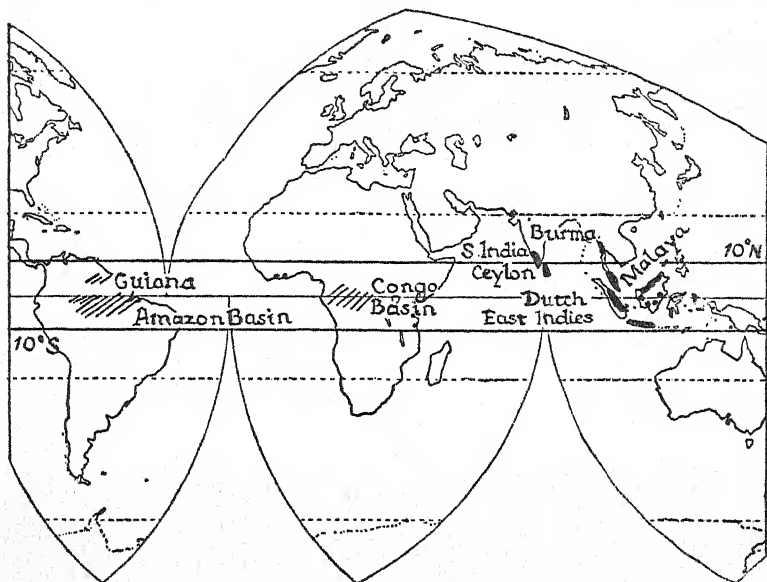 Burma
S. India
10°N
Ceylon
Malaya
Guiana
Congo
Basin
Dutch
East Indies
Amazon Basin
10°S